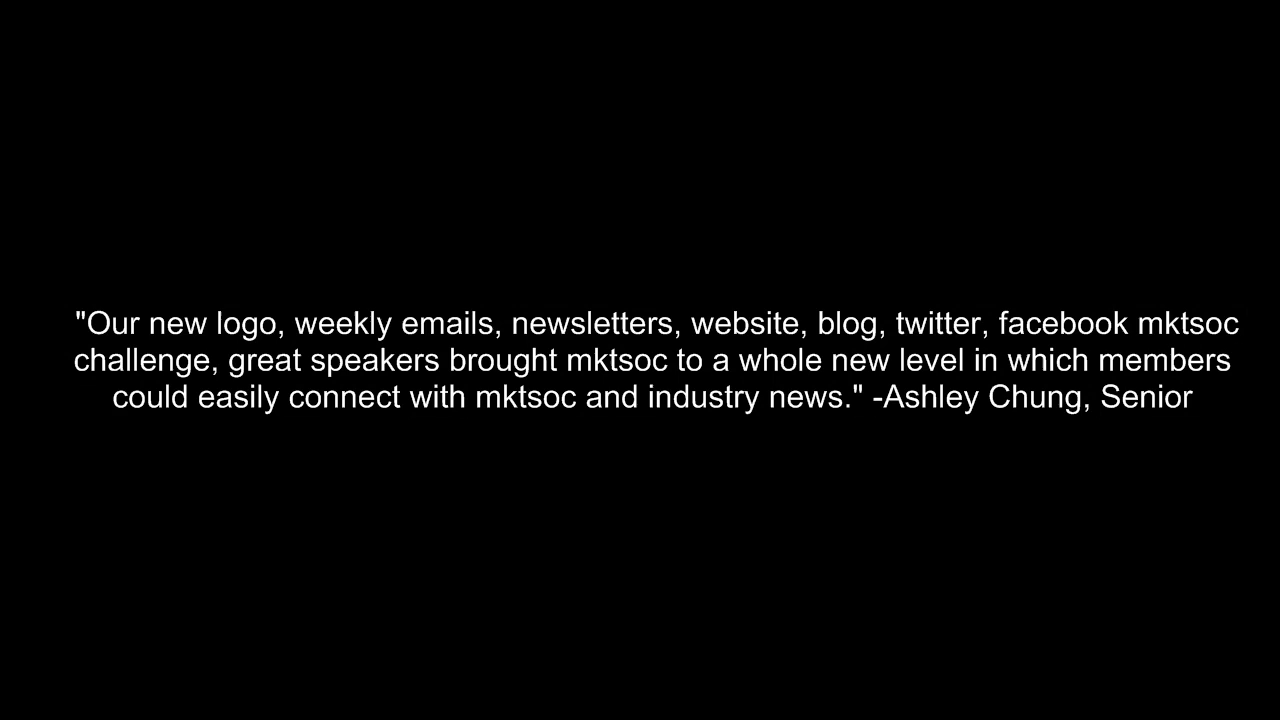 "Our new logo, weekly emails, newsletters, website, blog, twitter, facebook mktsoc
challenge, great speakers brought mktsoc to a whole new level in which members
could easily connect with mktsoc and industry news." -Ashley Chung, Senior